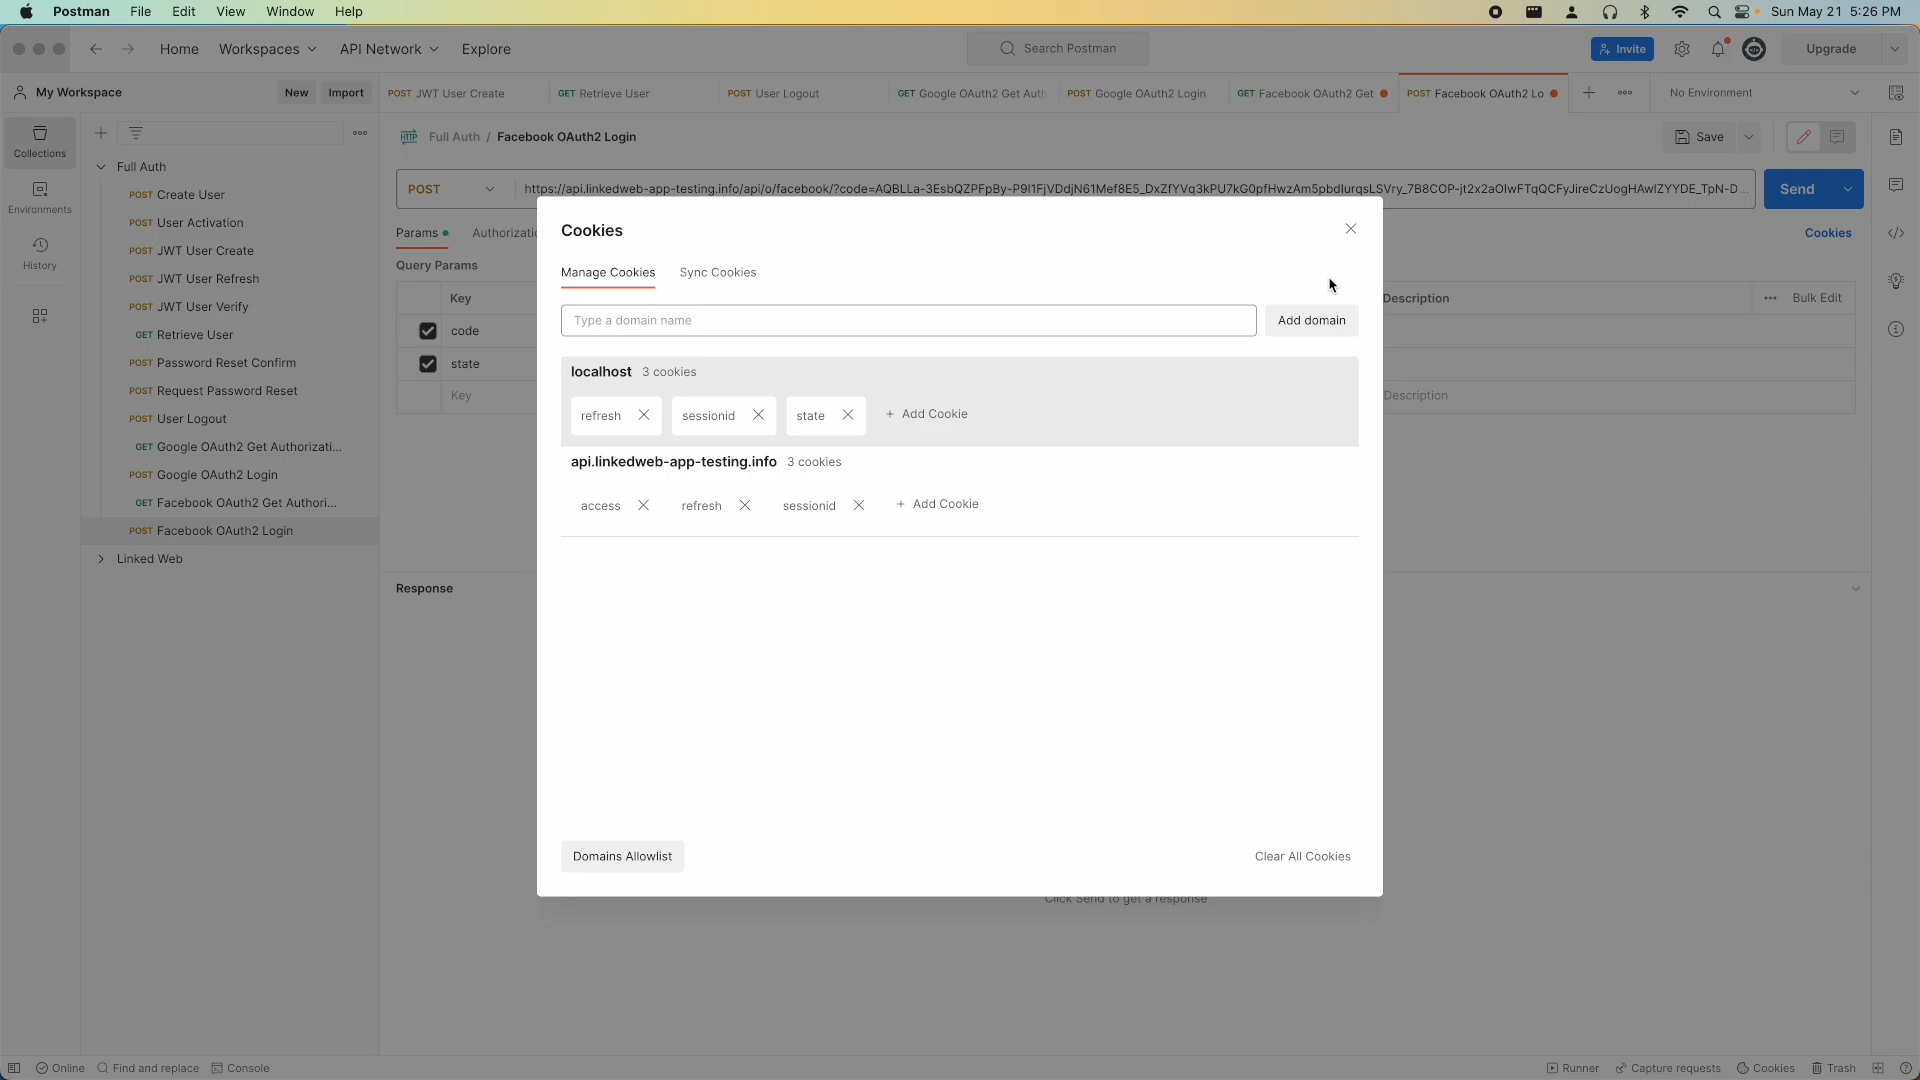 Postman File Edit View Window Help Sun May 21 5:26 PM
Home Workspaces API Network Explore Search Postman Invite Upgrade
My Workspace New Import POST JWT User Create GET Retrieve User POST User Logout GET Google OAuth2 Get Auth POST Google OAuth2 Login GET Facebook OAuth2 Get POST Facebook OAuth2 Lo No Environment
Collections
Environments
History
Full Auth
POST Create User
POST User Activation
POST JWT User Create
POST JWT User Refresh
POST JWT User Verify
GET Retrieve User
POST Password Reset Confirm
POST Request Password Reset
POST User Logout
GET Google OAuth2 Get Authorizati...
POST Google OAuth2 Login
GET Facebook OAuth2 Get Authori...
POST Facebook OAuth2 Login
Linked Web
HTTP Full Auth / Facebook OAuth2 Login Save
POST https://api.linkedweb-app-testing.info/api/o/facebook/?code= Send
Params Authorizatic Cookies
Query Params
Key Description Bulk Edit
code
state
Key Description
Response
Click Send to get a response
Cookies
Manage Cookies Sync Cookies
Type a domain name Add domain
localhost 3 cookies
refresh sessionid state + Add Cookie
api.linkedweb-app-testing.info 3 cookies
access refresh sessionid + Add Cookie
Domains Allowlist Clear All Cookies
Online Find and replace Console Runner Capture requests Cookies Trash